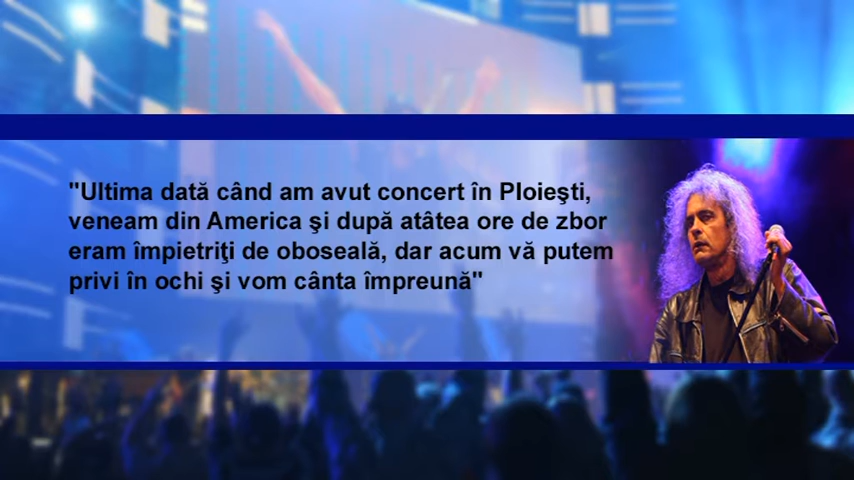 "Ultima dată când am avut concert în Ploieşti,
veneam din America şi după atâtea ore de zbor
eram împietriţi de oboseală, dar acum vă putem
privi în ochi şi vom cânta împreună"